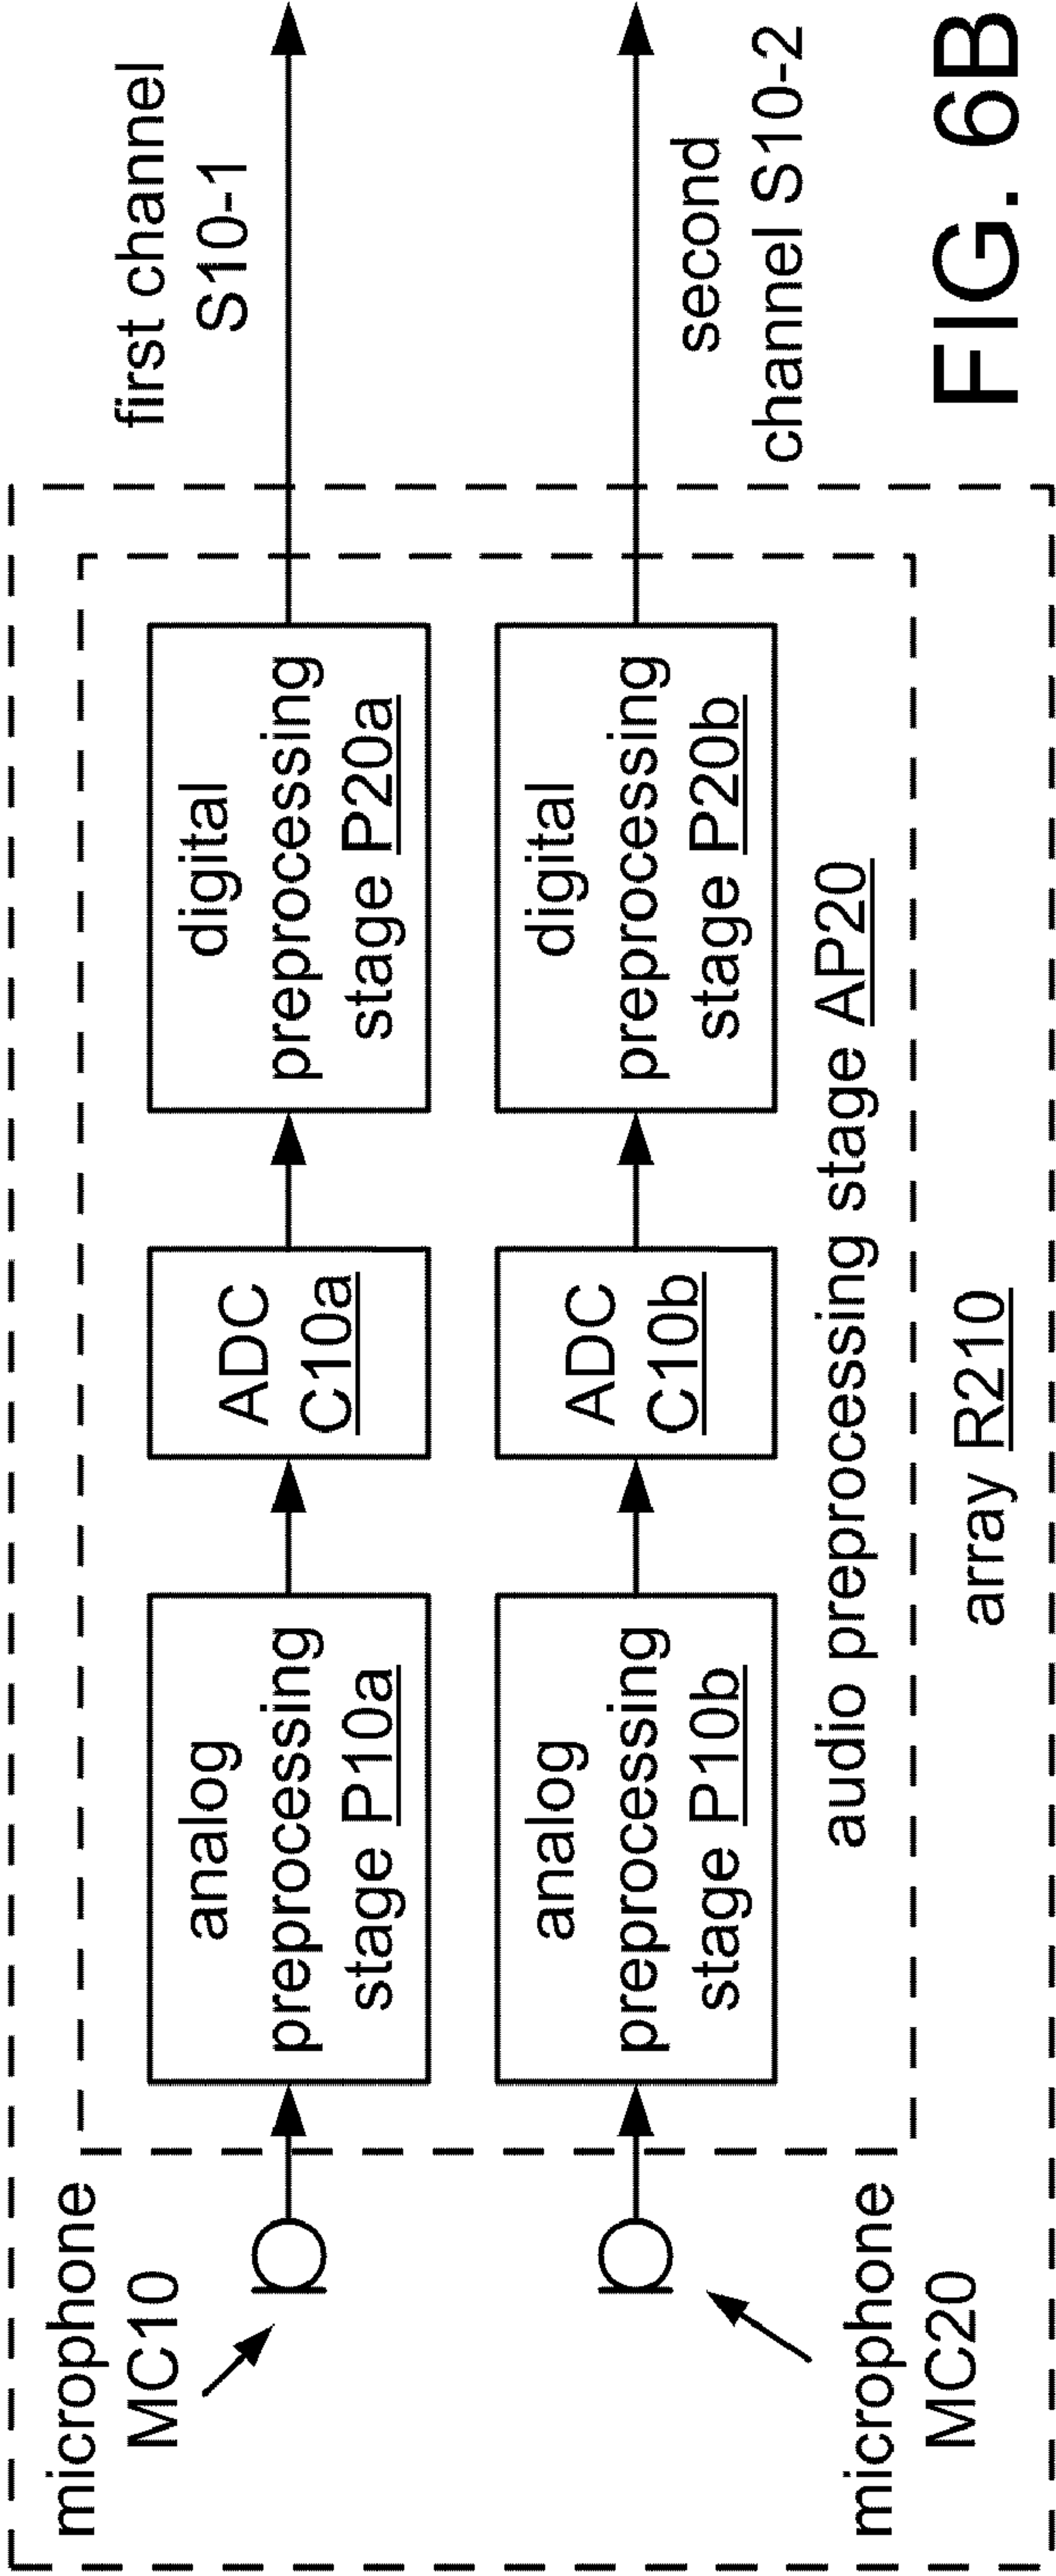 microphone
MC10
analog
preprocessing
stage P10a
ADC
C10a
digital
preprocessing
stage P20a
first channel
S10-1
microphone
MC20
analog
preprocessing
stage P10b
ADC
C10b
digital
preprocessing
stage P20b
second
channel S10-2
audio preprocessing stage AP20
array R210
FIG. 6B